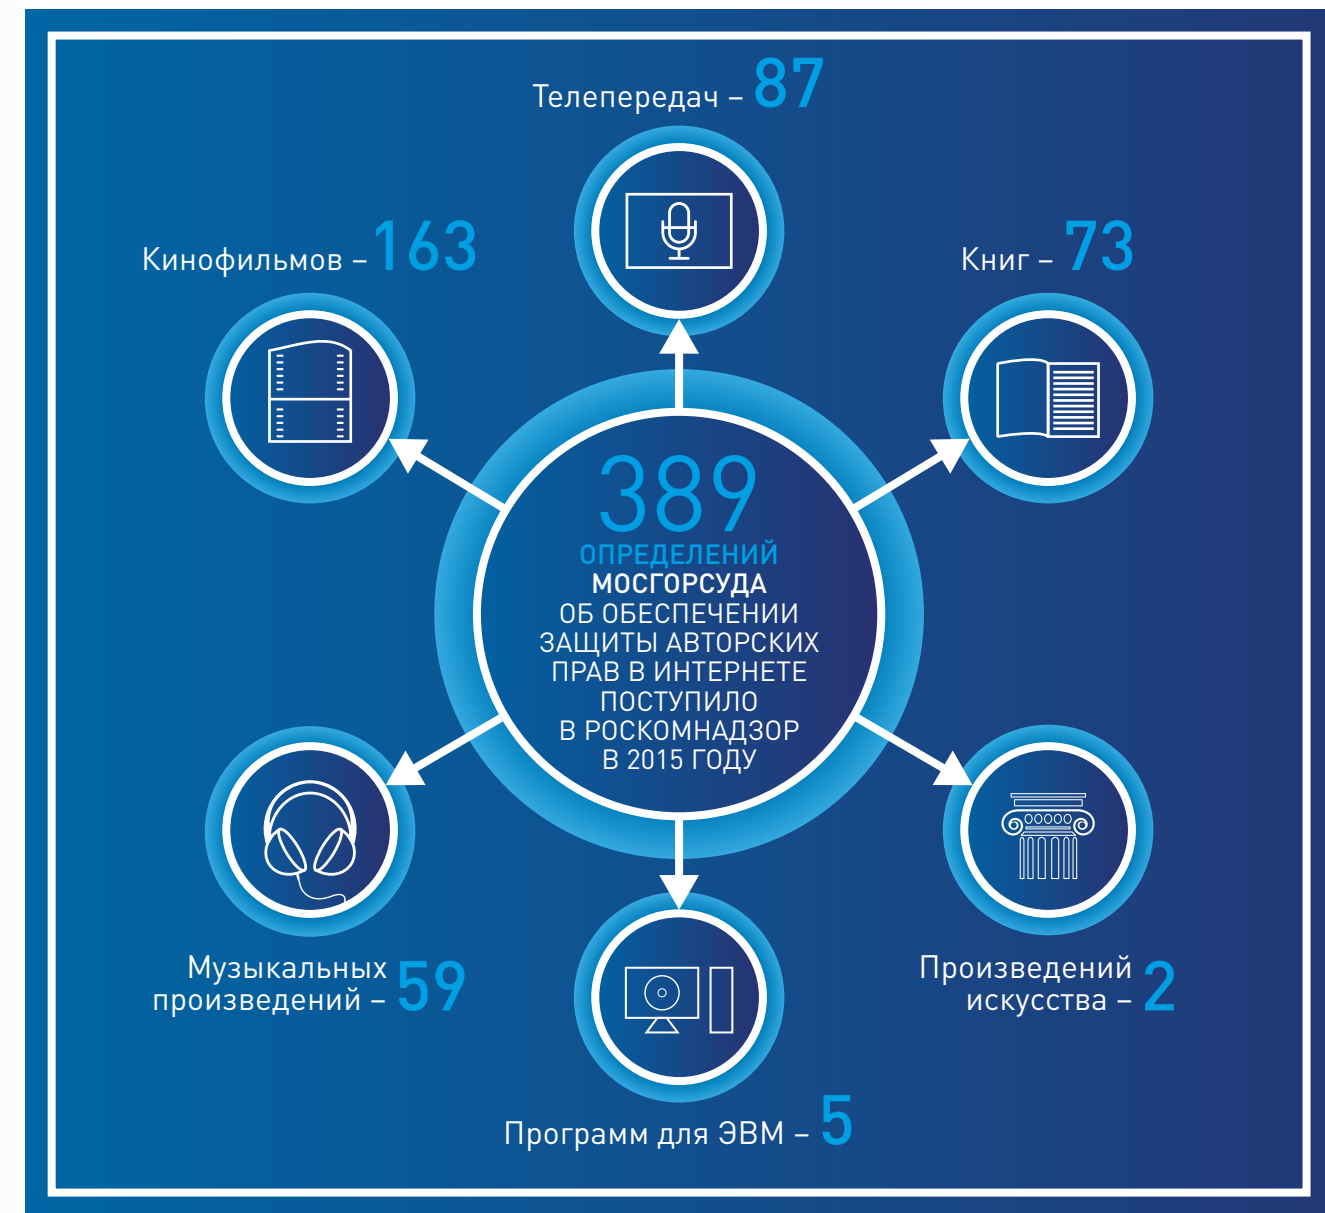 Телепередач – 87
Кинофильмов – 163
Книг – 73
389
ОПРЕДЕЛЕНИЙ
МОСГОРСУДА
ОБ ОБЕСПЕЧЕНИИ
ЗАЩИТЫ АВТОРСКИХ
ПРАВ В ИНТЕРНЕТЕ
ПОСТУПИЛО
В РОСКОМНАДЗОР
В 2015 ГОДУ
Музыкальных
произведений – 59
Произведений
искусства – 2
Программ для ЭВМ – 5